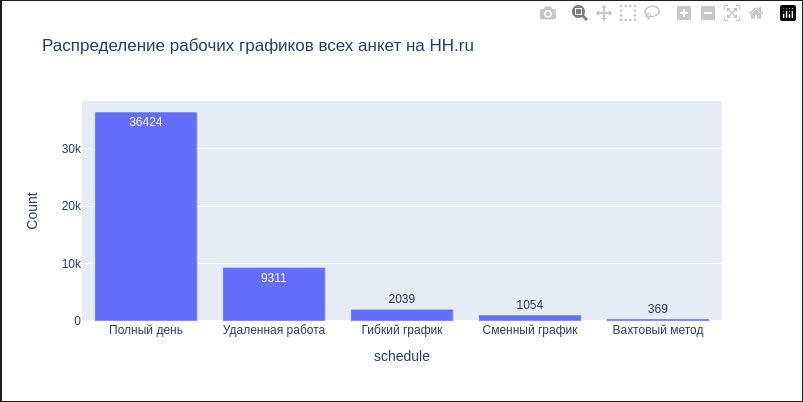 Распределение рабочих графиков всех анкет на HH.ru
Count
30k
20k
10k
0
36424
9311
2039
1054
369
Полный день
Удаленная работа
Гибкий график
Сменный график
Вахтовый метод
schedule